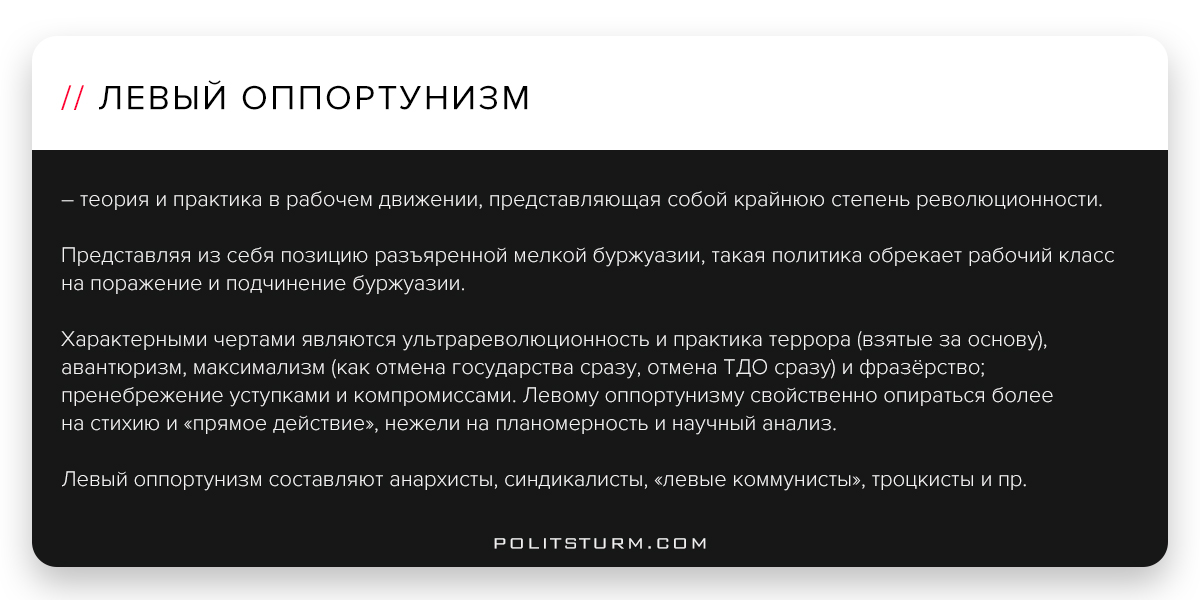 // ЛЕВЫЙ ОППОРТУНИЗМ
– теория и практика в рабочем движении, представляющая собой крайнюю степень революционности.
Представляя из себя позицию разъяренной мелкой буржуазии, такая политика обрекает рабочий класс
на поражение и подчинение буржуазии.
Характерными чертами являются ультрареволюционность и практика террора (взятые за основу),
авантюризм, максимализм (как отмена государства сразу, отмена ТДО сразу) и фразёрство;
пренебрежение уступками и компромиссами. Левому оппортунизму свойственно опираться более
на стихию и «прямое действие», нежели на планомерность и научный анализ.
Левый оппортунизм составляют анархисты, синдикалисты, «левые коммунисты», троцкисты и пр.
POLITSTURM.COM